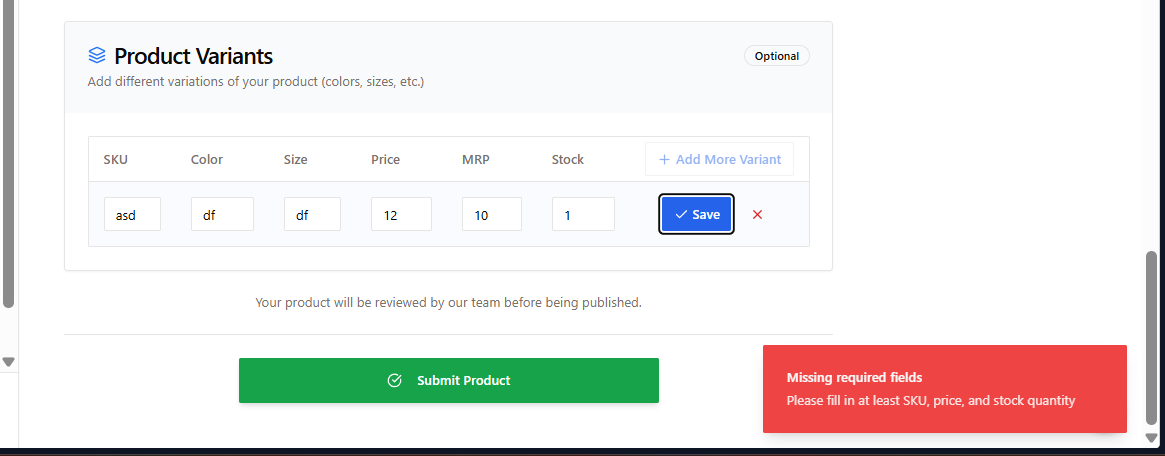 Product Variants
Optional
Add different variations of your product (colors, sizes, etc.)
SKU Color Size Price MRP Stock + Add More Variant
asd df df 12 10 1 Save
Your product will be reviewed by our team before being published.
Submit Product
Missing required fields
Please fill in at least SKU, price, and stock quantity